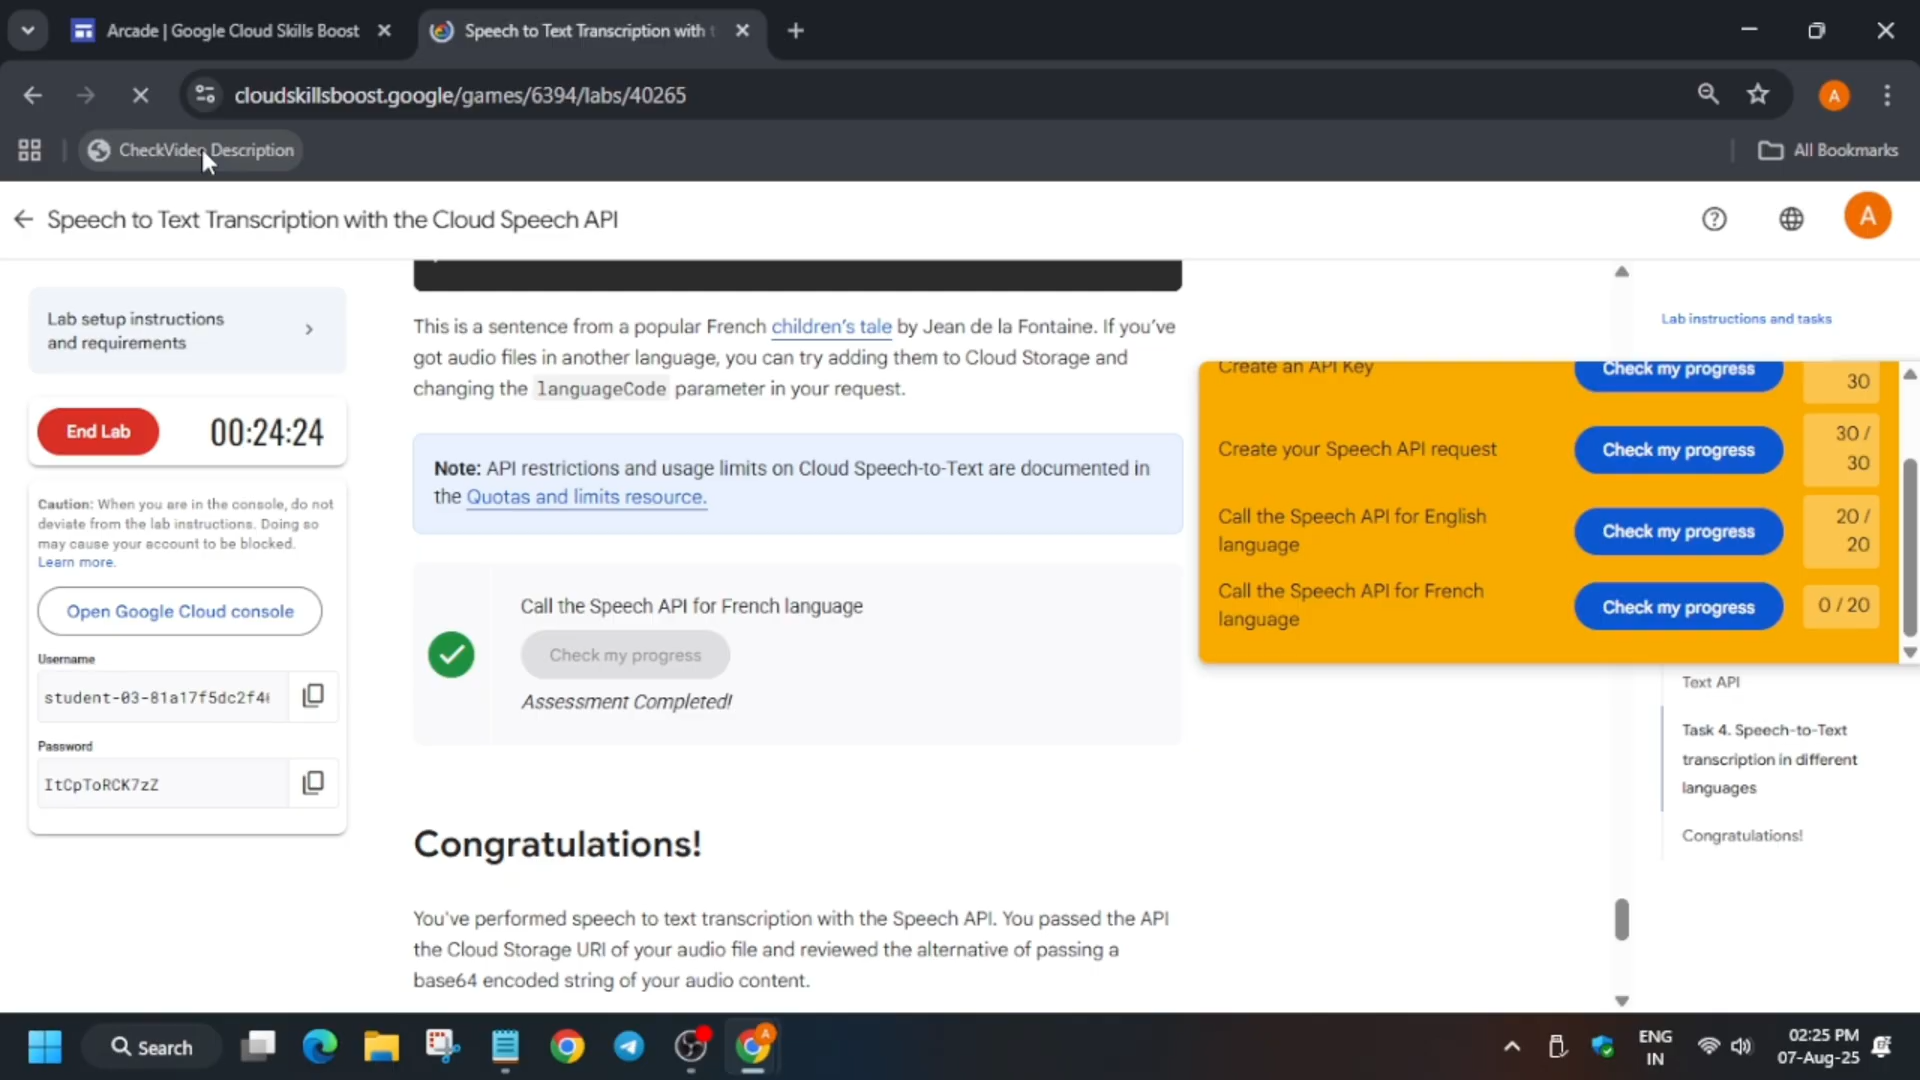 Arcade | Google Cloud Skills Boost
Speech to Text Transcription with t
cloudskillsboost.google/games/6394/labs/40265
A
CheckVideo Description
All Bookmarks
Speech to Text Transcription with the Cloud Speech API
A
Lab setup instructions
and requirements
End Lab
00:24:24
Caution: When you are in the console, do not
deviate from the lab instructions. Doing so
may cause your account to be blocked.
Learn more.
Open Google Cloud console
Username
student-03-81a17f5dc2f4
Password
ItCpToRCK7zZ
This is a sentence from a popular French children's tale by Jean de la Fontaine. If you've
got audio files in another language, you can try adding them to Cloud Storage and
changing the languageCode parameter in your request.
Note: API restrictions and usage limits on Cloud Speech-to-Text are documented in
the Quotas and limits resource.
Call the Speech API for French language
Check my progress
Assessment Completed!
Congratulations!
You've performed speech to text transcription with the Speech API. You passed the API
the Cloud Storage URI of your audio file and reviewed the alternative of passing a
base64 encoded string of your audio content.
Lab instructions and tasks
Create an API Key
Check my progress
30
Create your Speech API request
Check my progress
30 /
30
Call the Speech API for English
language
Check my progress
20 /
20
Call the Speech API for French
language
Check my progress
0 / 20
Text API
Task 4. Speech-to-Text
transcription in different
languages
Congratulations!
Search
A
ENG
IN
02:25 PM
07-Aug-25